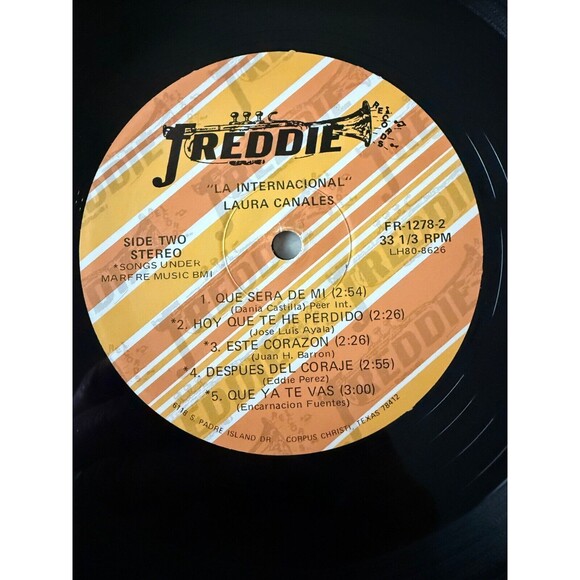 FREDDIE
RECORDS
"LA INTERNACIONAL"
LAURA CANALES
SIDE TWO
STEREO
*SONGS UNDER
MARFRE MUSIC BMI
FR-1278-2
33 1/3 RPM
LH80-8626
1. QUE SERA DE MI (2:54)
(Dania Castilla) Peer Int.
*2. HOY QUE TE HE PERDIDO (2:26)
(Jose Luis Ayala)
*3. ESTE CORAZON (2:26)
(Juan H. Barron)
*4. DESPUES DEL CORAJE (2:55)
(Eddie Perez)
*5. QUE YA TE VAS (3:00)
(Encarnacion Fuentes)
6118 S. PADRE ISLAND DR. CORPUS CHRISTI, TEXAS 78412